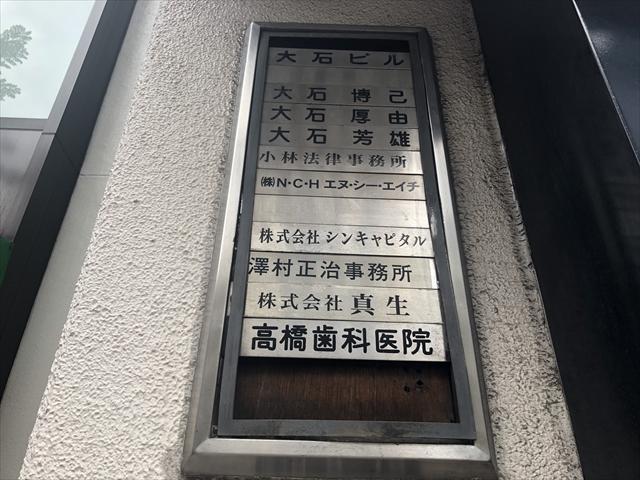 大石ビル
大石博己
大石厚由
大石芳雄
小林法律事務所
㈱N・C・H エヌ・シー・エイチ
株式会社 シンキャピタル
澤村正治事務所
株式会社 真生
高橋歯科医院